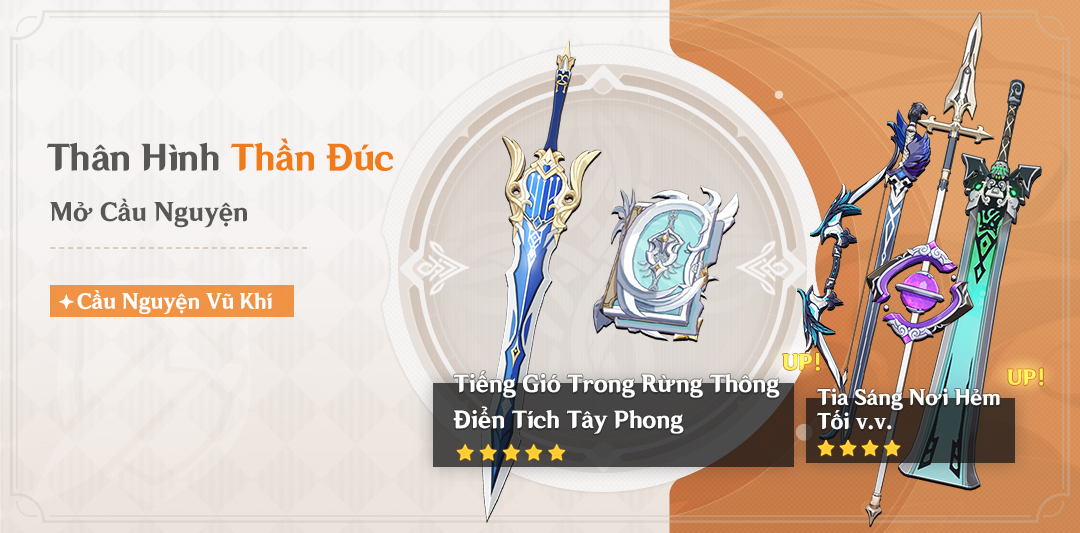 Thân Hình Thần Đúc
Mở Cầu Nguyện
Cầu Nguyện Vũ Khí
UP!
Tiếng Gió Trong Rừng Thông
Điển Tích Tây Phong
UP!
Tia Sáng Nơi Hẻm
Tối v.v.